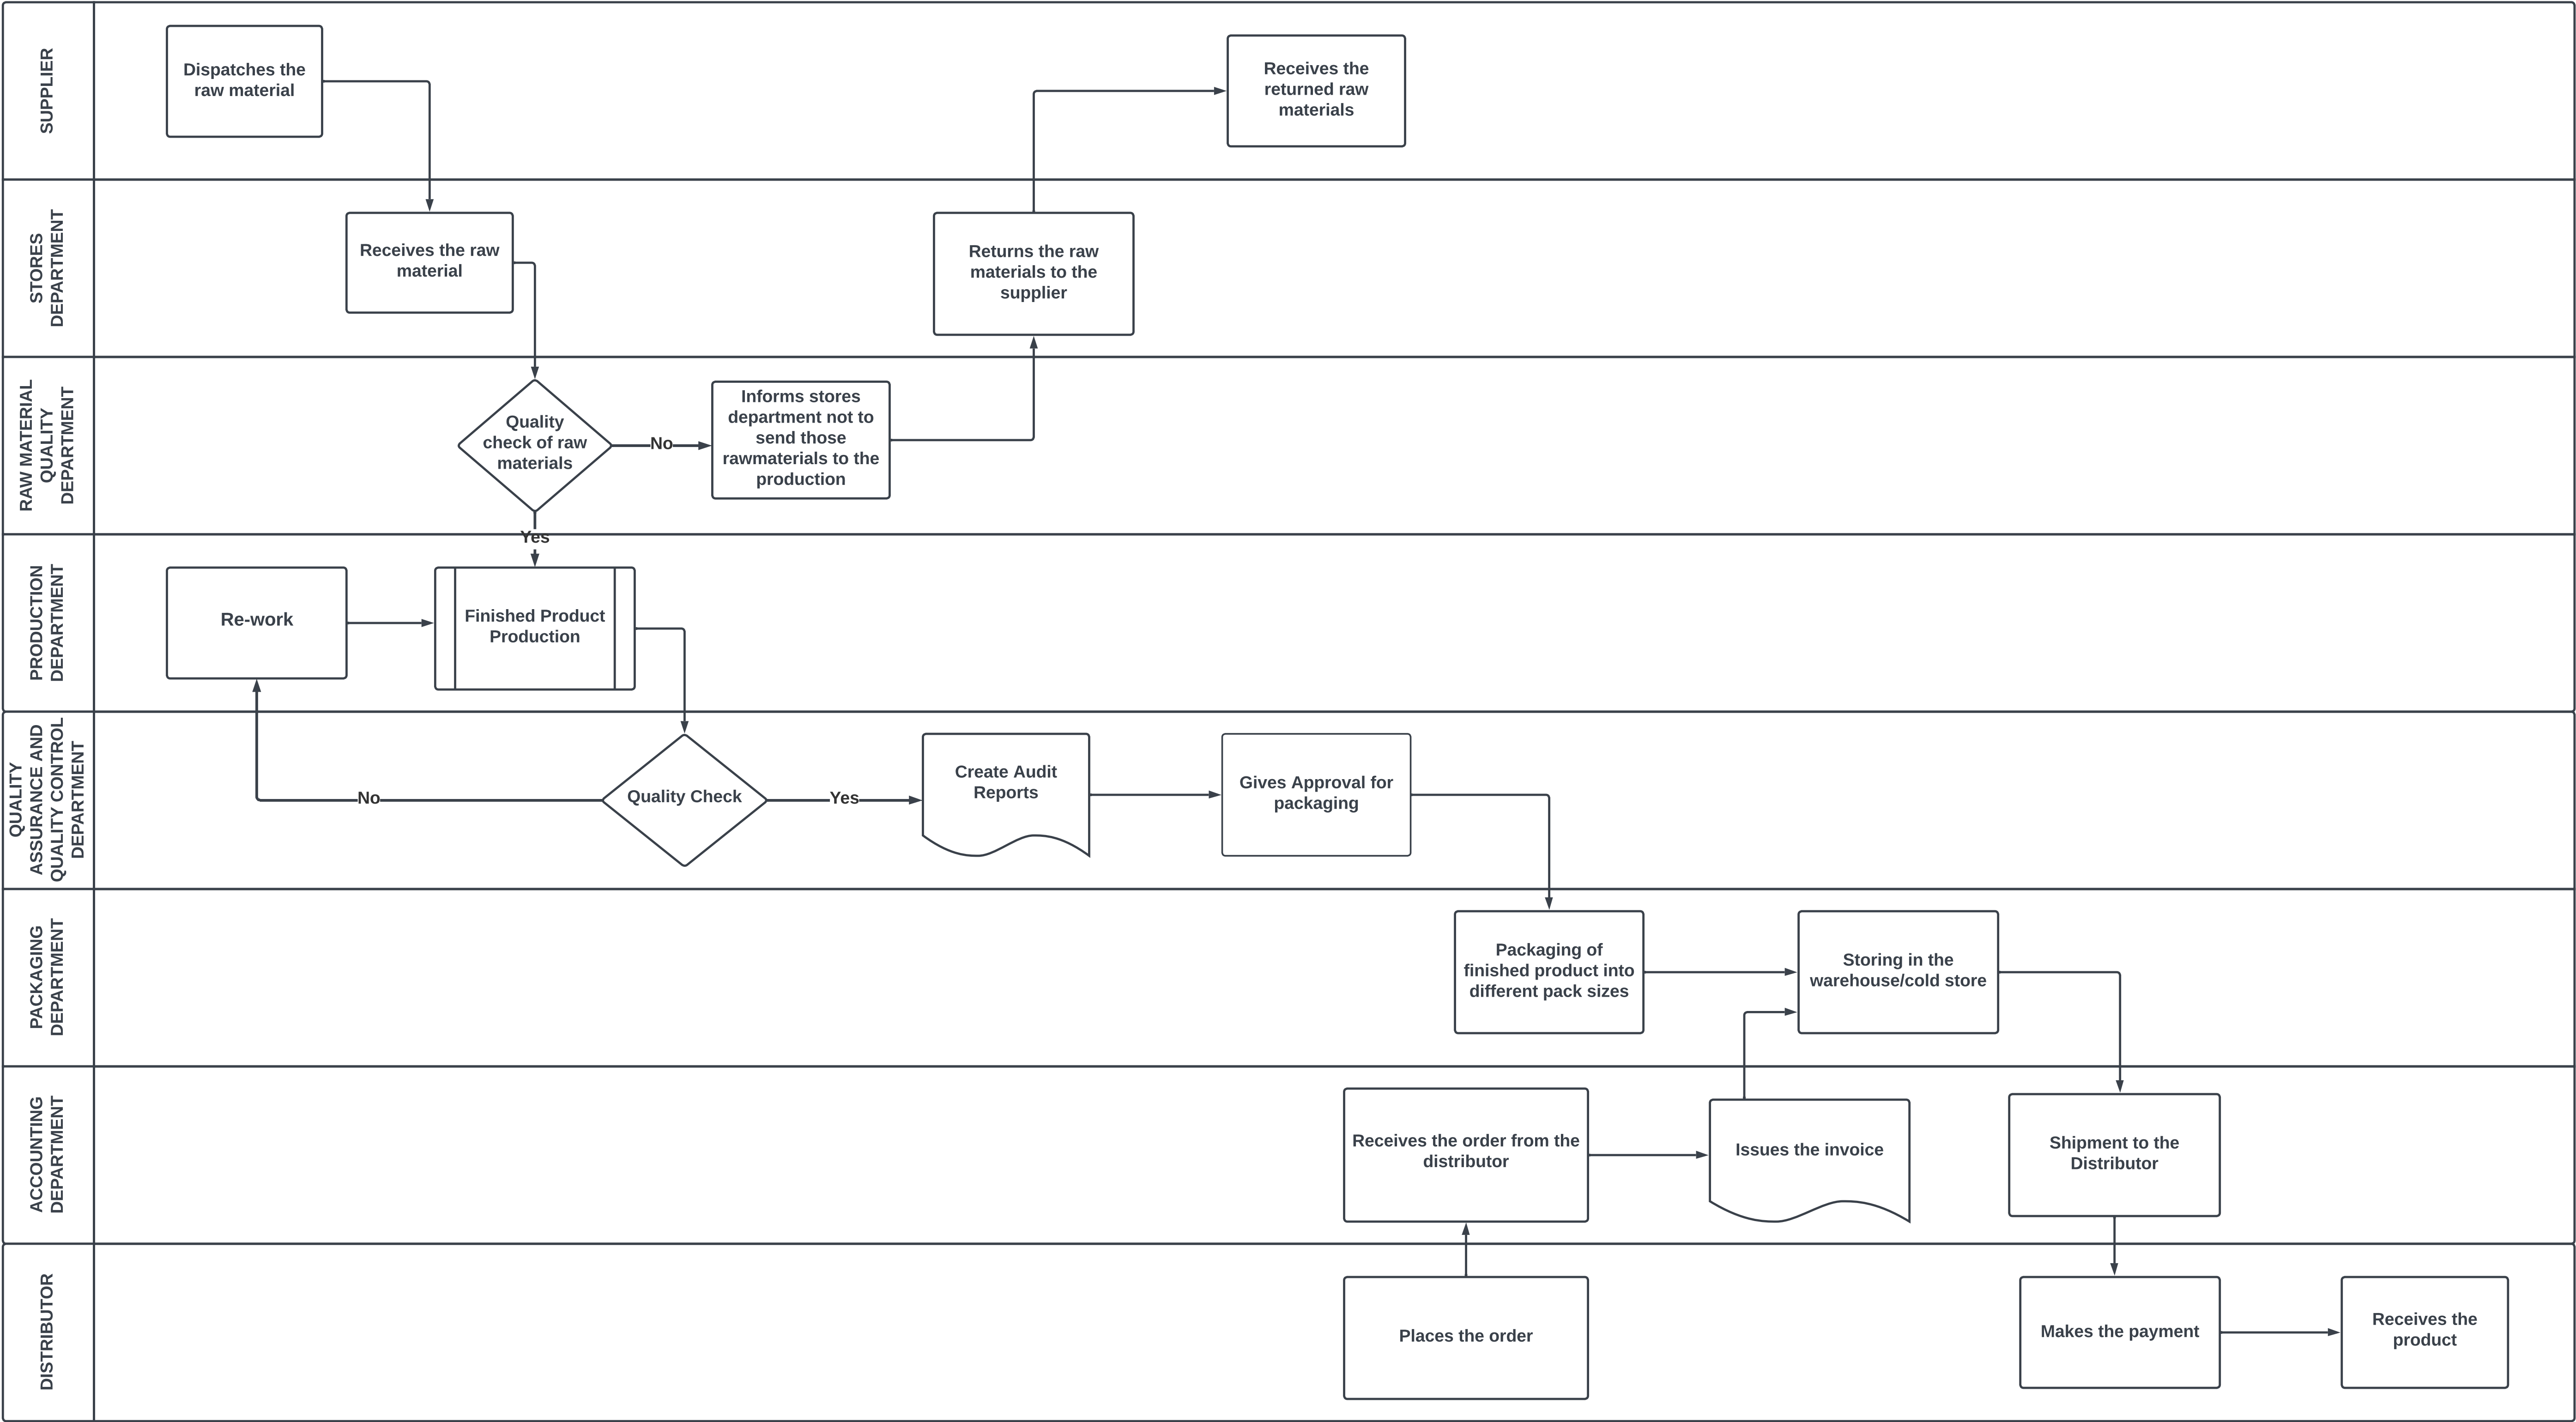 SUPPLIER
Dispatches the
raw material
Receives the
returned raw
materials
STORES
DEPARTMENT
Receives the raw
material
Returns the raw
materials to the
supplier
RAW MATERIAL
QUALITY
DEPARTMENT
Quality
check of raw
materials
No
Informs stores
department not to
send those
rawmaterials to the
production
Yes
PRODUCTION
DEPARTMENT
Re-work
Finished Product
Production
QUALITY
ASSURANCE AND
QUALITY CONTROL
DEPARTMENT
No
Quality Check
Yes
Create Audit
Reports
Gives Approval for
packaging
PACKAGING
DEPARTMENT
Packaging of
finished product into
different pack sizes
Storing in the
warehouse/cold store
ACCOUNTING
DEPARTMENT
Receives the order from the
distributor
Issues the invoice
Shipment to the
Distributor
DISTRIBUTOR
Places the order
Makes the payment
Receives the
product